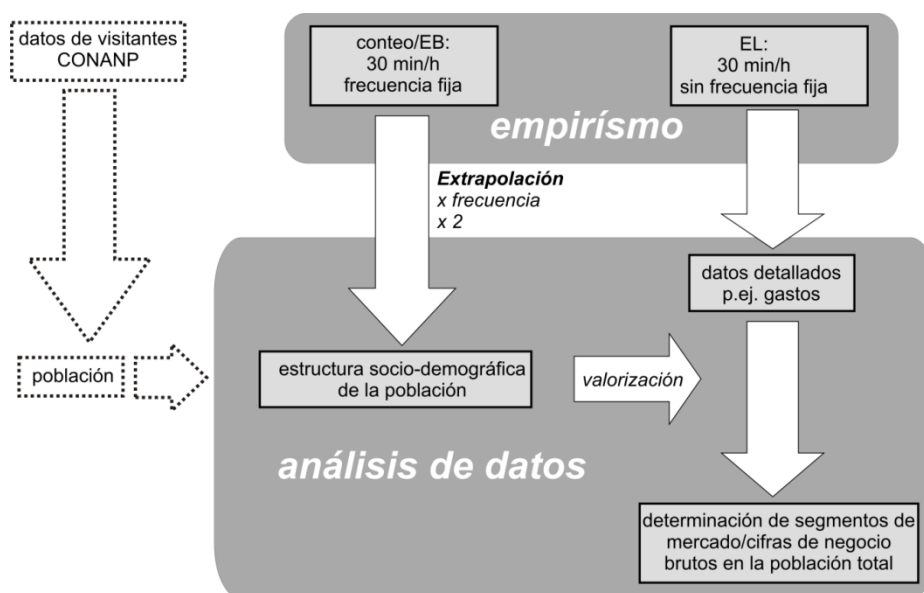 datos de visitantes
CONANP
conteo/EB:
30 min/h
frecuencia fija
EL:
30 min/h
sin frecuencia fija
empirísmo
Extrapolación
x frecuencia
x 2
datos detallados
p.ej. gastos
población
estructura socio-demográfica
de la población
valorización
análisis de datos
determinación de segmentos de
mercado/cifras de negocio
brutos en la población total